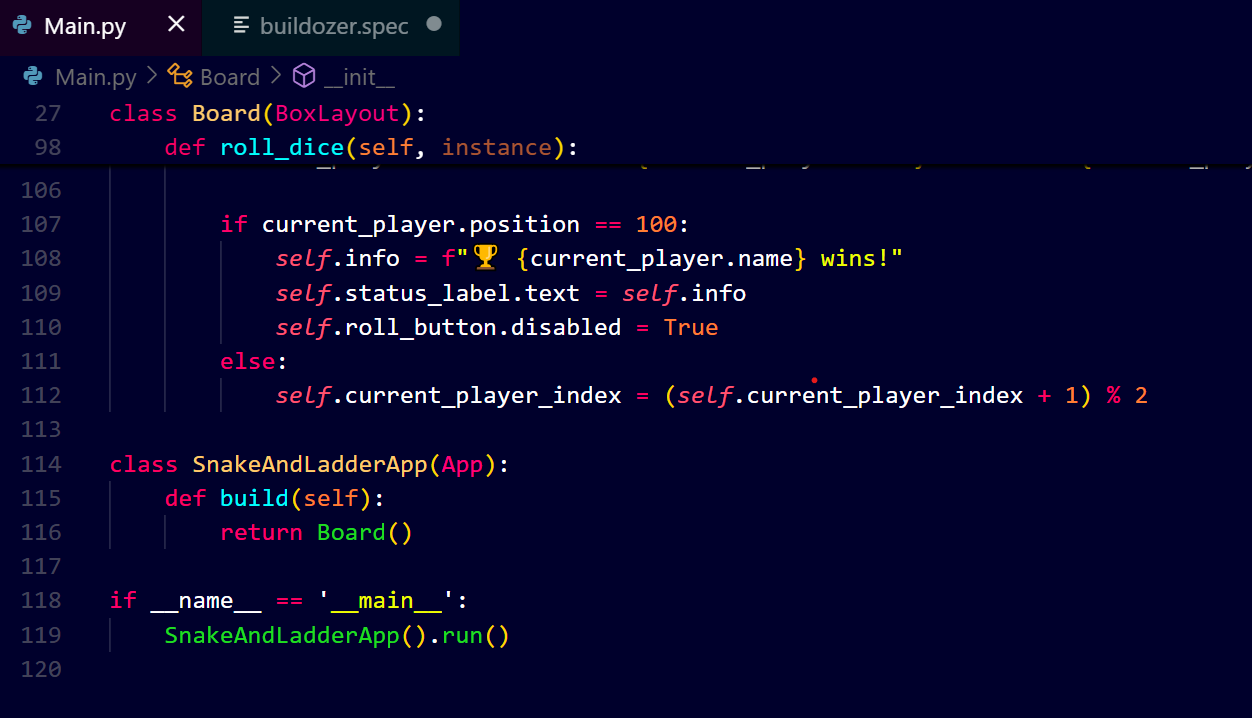 Main.py
buildozer.spec
Main.py > Board > __init__
27 class Board(BoxLayout):
98 def roll_dice(self, instance):
106
107 if current_player.position == 100:
108 self.info = f"🏆 {current_player.name} wins!"
109 self.status_label.text = self.info
110 self.roll_button.disabled = True
111 else:
112 self.current_player_index = (self.current_player_index + 1) % 2
113
114 class SnakeAndLadderApp(App):
115 def build(self):
116 return Board()
117
118 if __name__ == '__main__':
119 SnakeAndLadderApp().run()
120